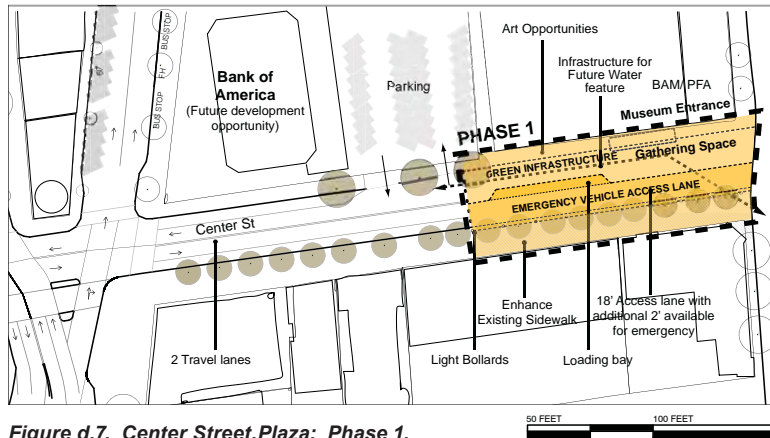 Art Opportunities
Infrastructure for
Future Water
feature
BAM/ PFA
Museum Entrance
BUS STOP
FH
BUS STOP
BUS STOP
Bank of
America
(Future development
opportunity)
Parking
PHASE 1
Gathering Space
GREEN INFRASTRUCTURE
EMERGENCY VEHICLE ACCESS LANE
Center St
2 Travel lanes
Light Bollards
Enhance
Existing Sidewalk
Loading bay
18' Access lane with
additional 2' available
for emergency
Figure d.7. Center Street Plaza: Phase 1.
50 FEET
100 FEET